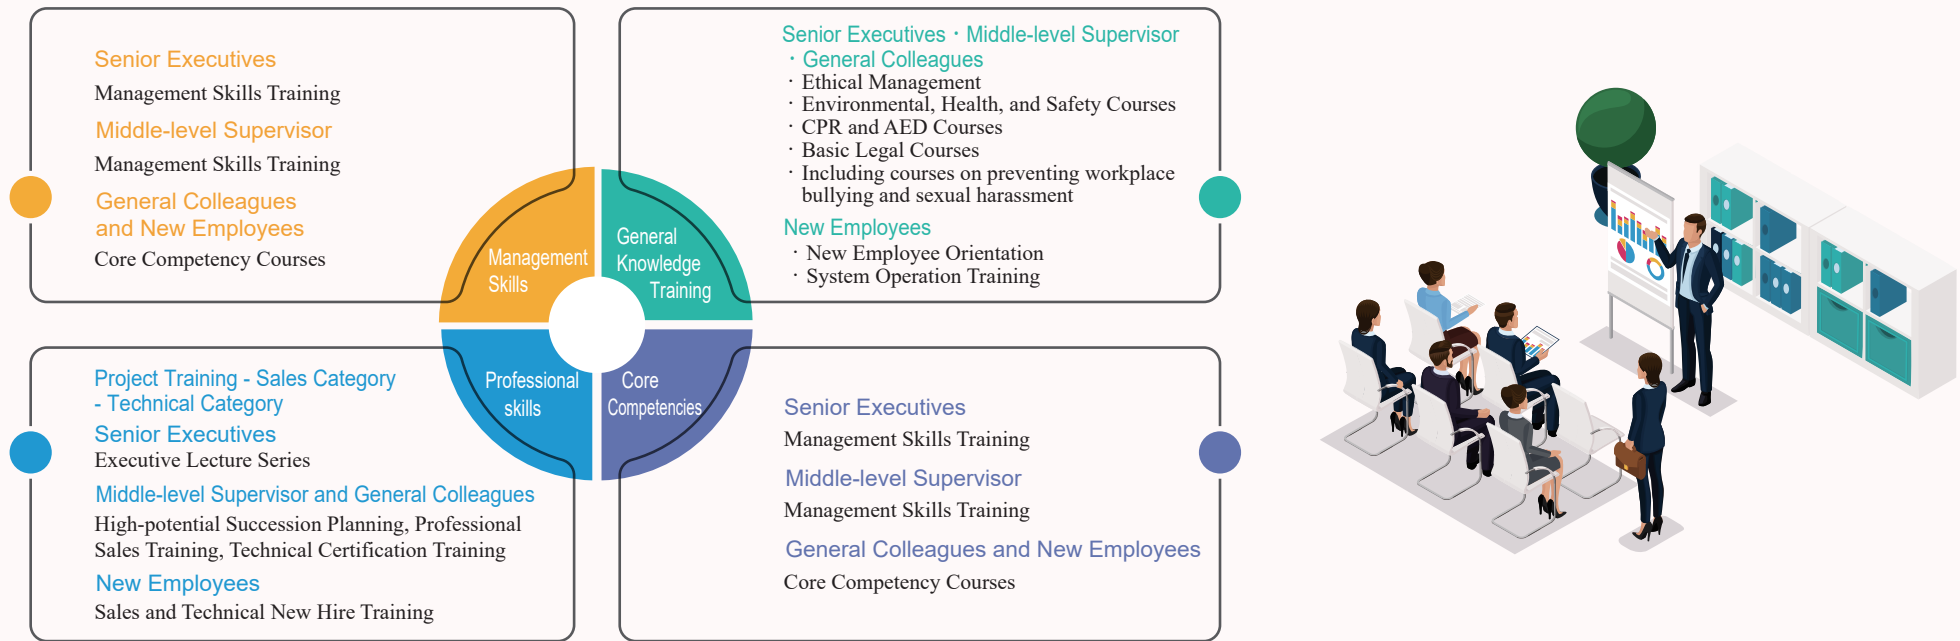 Senior Executives
Management Skills Training
Middle-level Supervisor
Management Skills Training
General Colleagues
and New Employees
Core Competency Courses
Senior Executives · Middle-level Supervisor
· General Colleagues
· Ethical Management
· Environmental, Health, and Safety Courses
· CPR and AED Courses
· Basic Legal Courses
· Including courses on preventing workplace
bullying and sexual harassment
New Employees
· New Employee Orientation
· System Operation Training
Management
Skills
General
Knowledge
Training
Professional
skills
Core
Competencies
Project Training - Sales Category
- Technical Category
Senior Executives
Executive Lecture Series
Middle-level Supervisor and General Colleagues
High-potential Succession Planning, Professional
Sales Training, Technical Certification Training
New Employees
Sales and Technical New Hire Training
Senior Executives
Management Skills Training
Middle-level Supervisor
Management Skills Training
General Colleagues and New Employees
Core Competency Courses